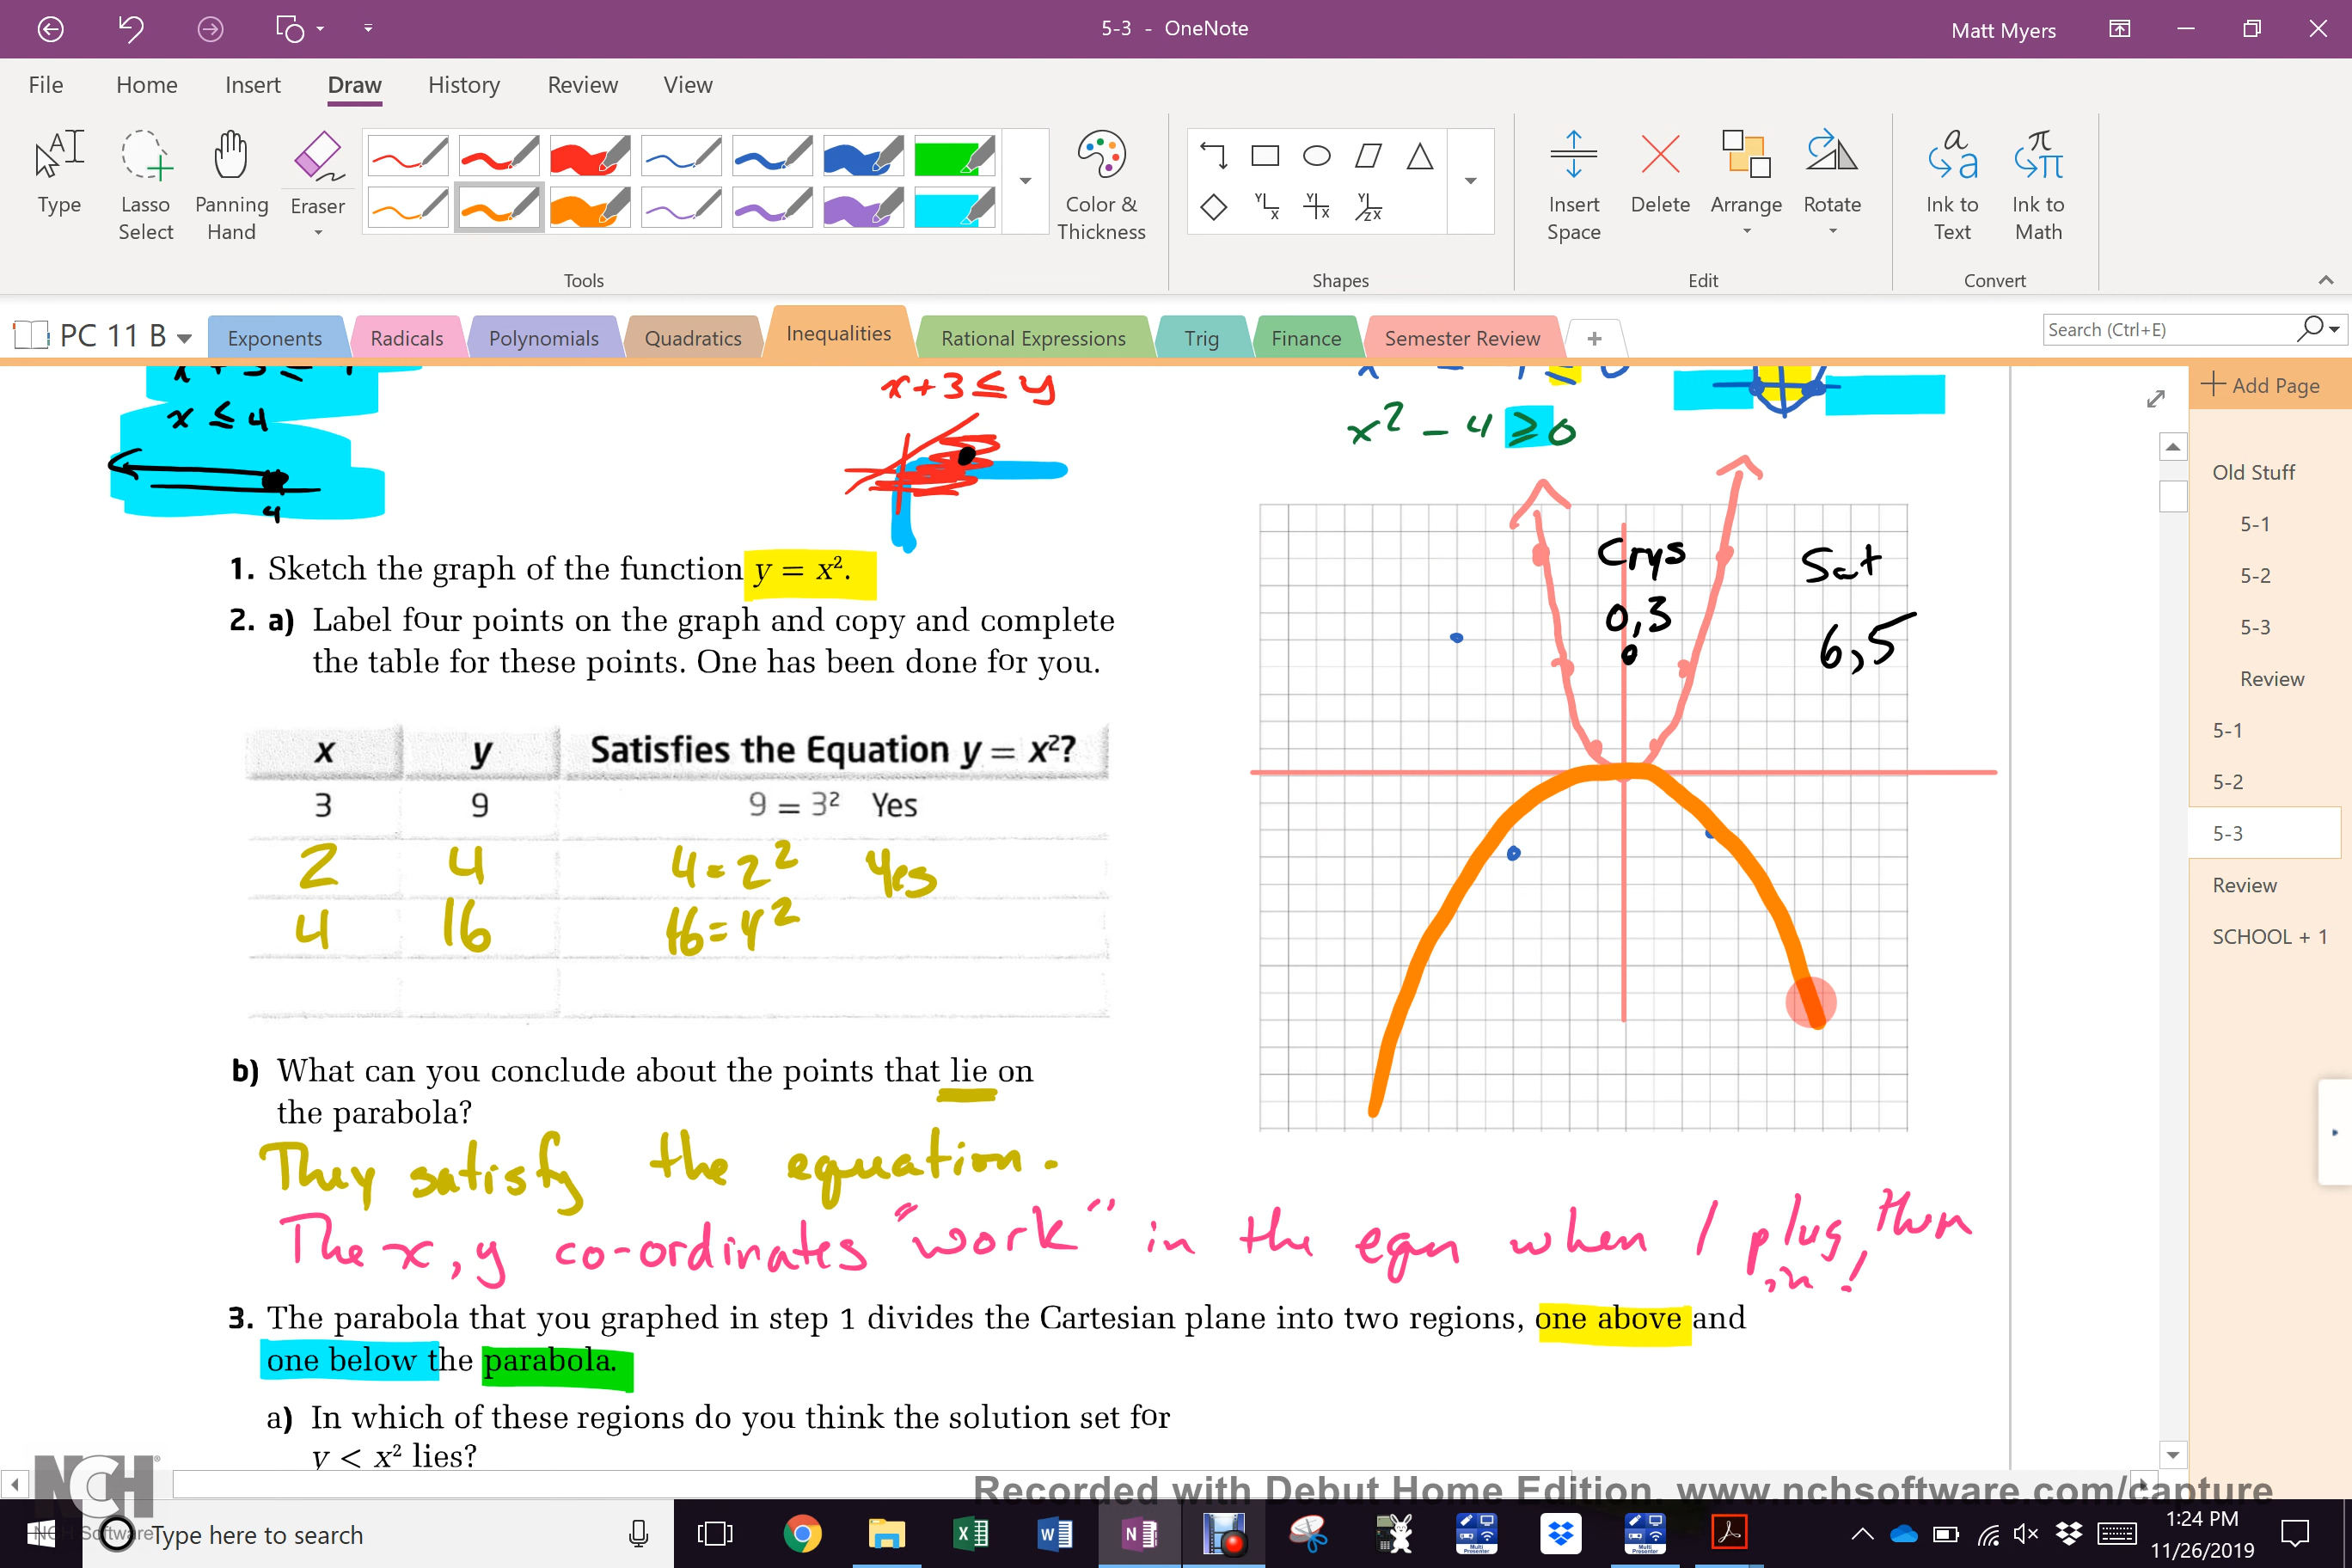 5-3 - OneNote
Matt Myers
File Home Insert Draw History Review View
Type
Lasso Select
Panning Hand
Eraser
Color & Thickness
Insert Space
Delete
Arrange
Rotate
Ink to Text
Ink to Math
Tools
Shapes
Edit
Convert
PC 11 B
Exponents Radicals Polynomials Quadratics Inequalities Rational Expressions Trig Finance Semester Review +
Search (Ctrl+E)
Add Page
Old Stuff
5-1
5-2
5-3
Review
5-1
5-2
5-3
Review
SCHOOL + 1
x ≤ 4
4
x+3 ≤ y
x² - 4 ≥ 0
1. Sketch the graph of the function y = x².
2. a) Label four points on the graph and copy and complete
the table for these points. One has been done for you.
x y Satisfies the Equation y = x²?
3 9 9 = 3² Yes
2 4 4 = 2² Yes
4 16 16 = 4²
Crys
0,3
Sat
6,5
b) What can you conclude about the points that lie on
the parabola?
They satisfy the equation.
The x, y co-ordinates "work" in the eqn when I plug them
in!
3. The parabola that you graphed in step 1 divides the Cartesian plane into two regions, one above and
one below the parabola.
a) In which of these regions do you think the solution set for
y < x² lies?
NCH®
NCH Software
Recorded with Debut Home Edition. www.nchsoftware.com/capture
Type here to search
1:24 PM
11/26/2019